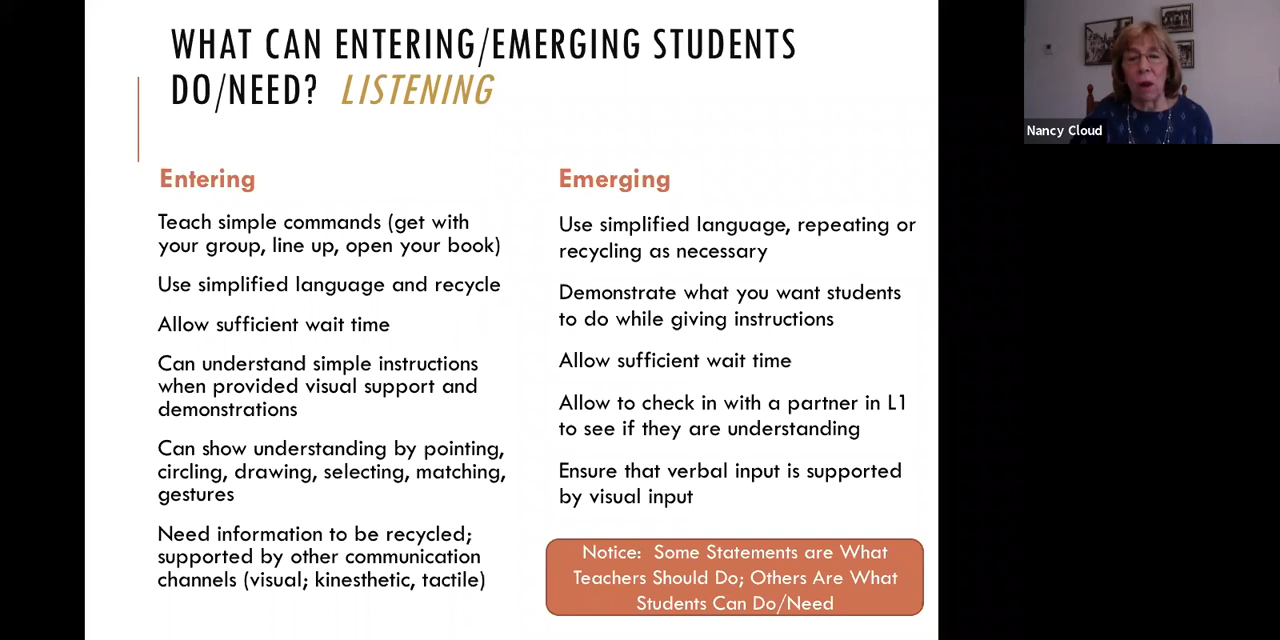 WHAT CAN ENTERING/EMERGING STUDENTS
DO/NEED? LISTENING
Entering
Teach simple commands (get with
your group, line up, open your book)
Use simplified language and recycle
Allow sufficient wait time
Can understand simple instructions
when provided visual support and
demonstrations
Can show understanding by pointing,
circling, drawing, selecting, matching,
gestures
Need information to be recycled;
supported by other communication
channels (visual; kinesthetic, tactile)
Emerging
Use simplified language, repeating or
recycling as necessary
Demonstrate what you want students
to do while giving instructions
Allow sufficient wait time
Allow to check in with a partner in L1
to see if they are understanding
Ensure that verbal input is supported
by visual input
Notice: Some Statements are What
Teachers Should Do; Others Are What
Students Can Do/Need
Nancy Cloud